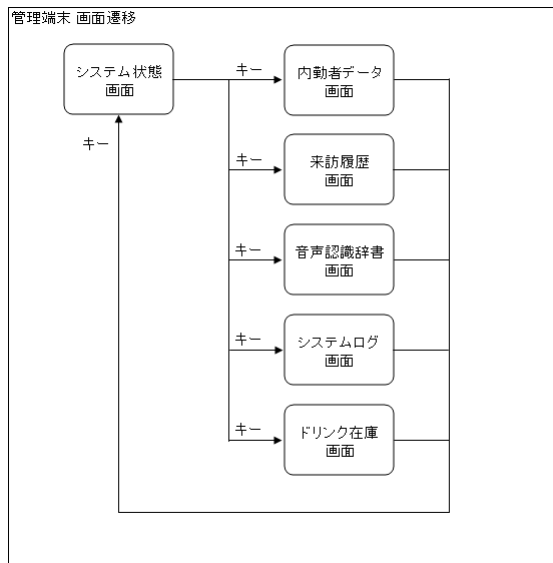 管理端末 画面遷移
システム状態
画面
キー
内勤者データ
画面
キー
キー
来訪履歴
画面
キー
音声認識辞書
画面
キー
システムログ
画面
キー
ドリンク在庫
画面